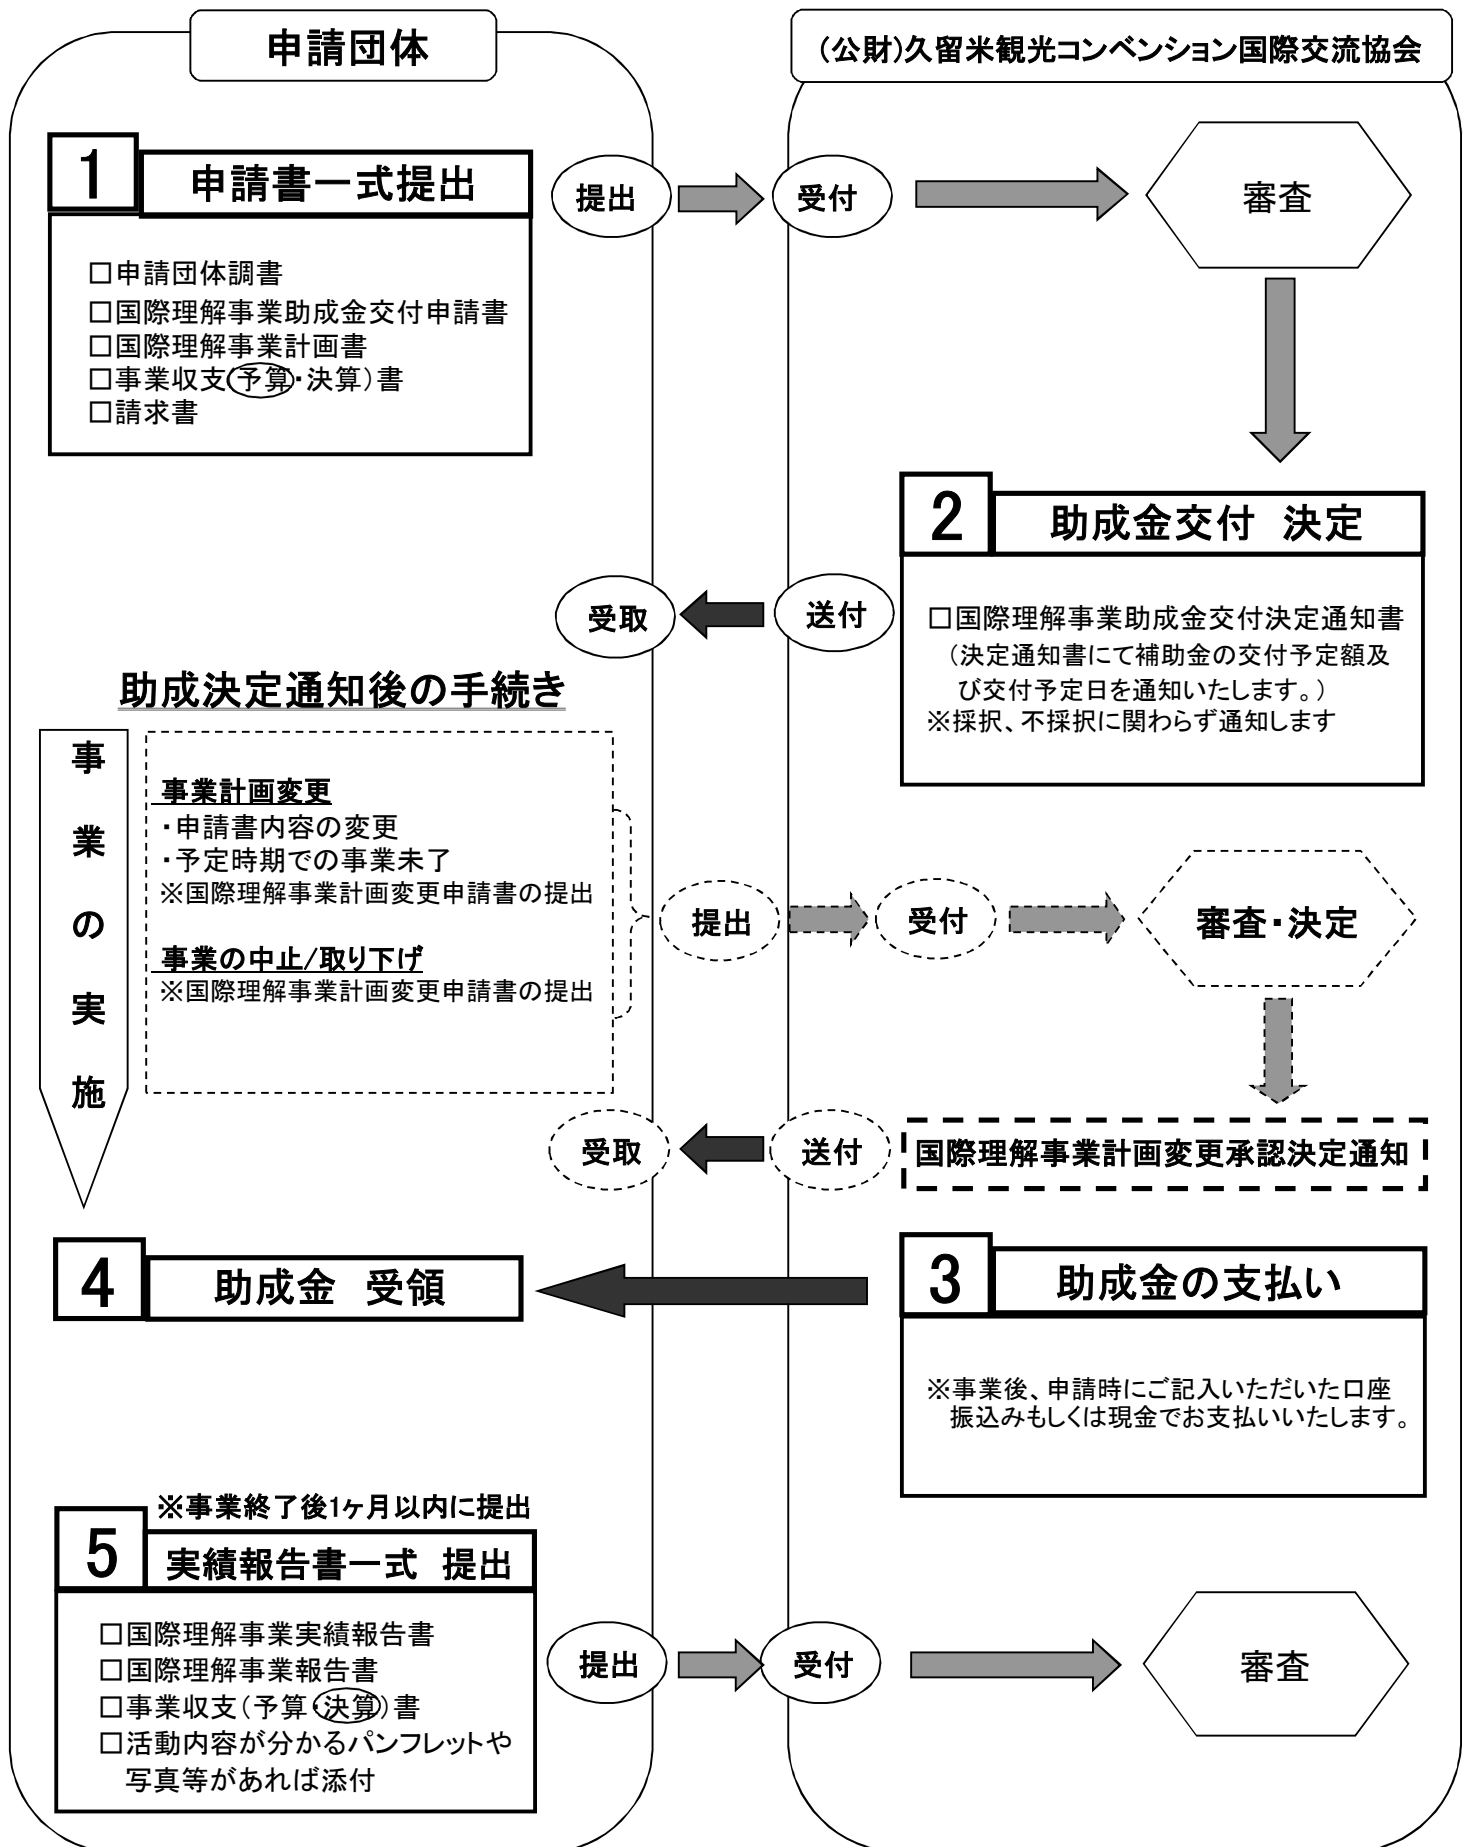 申請団体
（公財）久留米観光コンベンション国際交流協会
1
申請書一式提出
提出
受付
審査
□申請団体調書
□国際理解事業助成金交付申請書
□国際理解事業計画書
□事業収支（予算・決算）書
□請求書
2
助成金交付 決定
受取
送付
□国際理解事業助成金交付決定通知書
（決定通知書にて補助金の交付予定額及
び交付予定日を通知いたします。）
※採択、不採択に関わらず通知します
助成決定通知後の手続き
事業の実施
事業計画変更
・申請書内容の変更
・予定時期での事業未了
※国際理解事業計画変更申請書の提出
事業の中止/取り下げ
※国際理解事業計画変更申請書の提出
提出
受付
審査・決定
受取
送付
国際理解事業計画変更承認決定通知
4
助成金 受領
3
助成金の支払い
※事業後、申請時にご記入いただいた口座
振込みもしくは現金でお支払いいたします。
※事業終了後1ヶ月以内に提出
5
実績報告書一式 提出
□国際理解事業実績報告書
□国際理解事業報告書
□事業収支（予算・決算）書
□活動内容が分かるパンフレットや
写真等があれば添付
提出
受付
審査